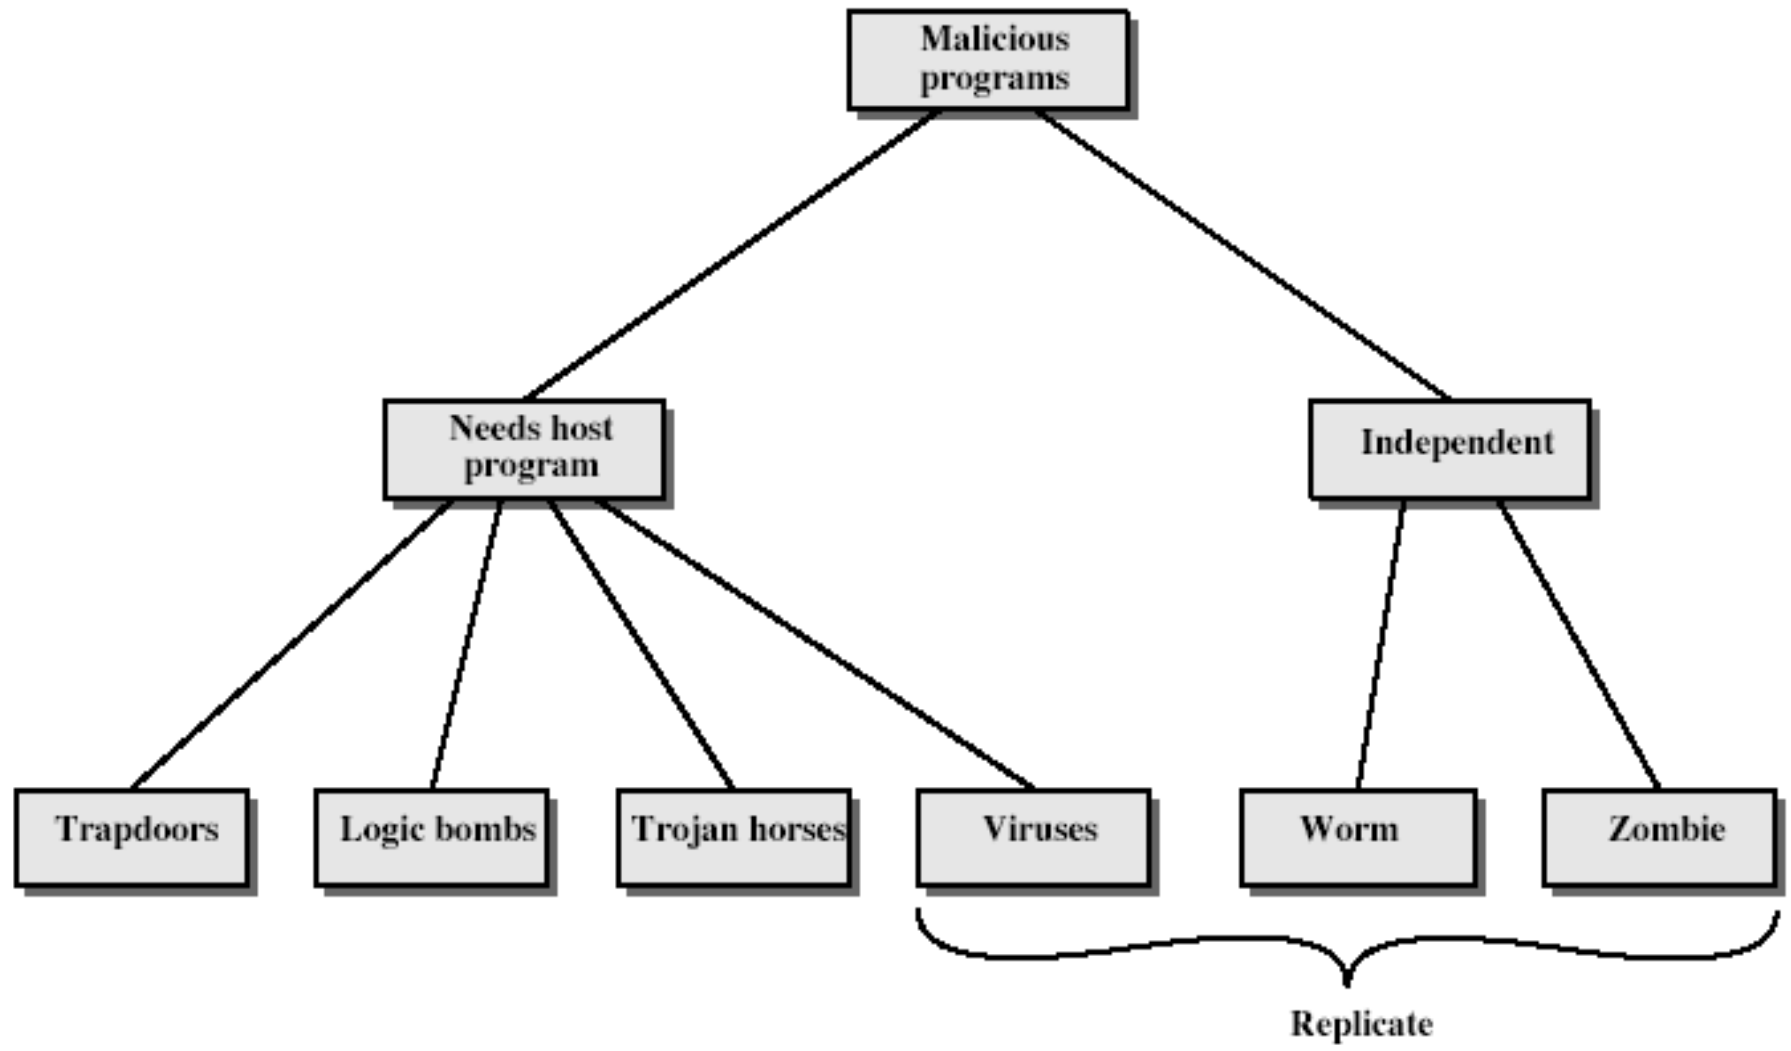 Malicious
programs
Needs host
program
Independent
Trapdoors
Logic bombs
Trojan horses
Viruses
Worm
Zombie
Replicate